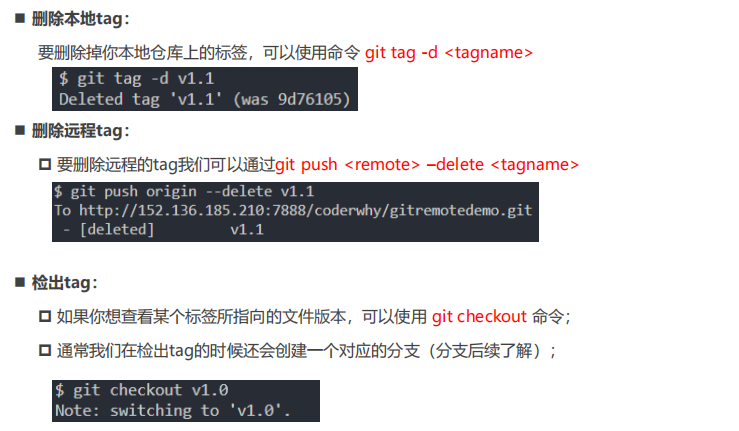 ■ 删除本地tag：
要删除掉你本地仓库上的标签，可以使用命令 git tag -d <tagname>
$ git tag -d v1.1
Deleted tag 'v1.1' (was 9d76105)
■ 删除远程tag：
要删除远程的tag我们可以通过git push <remote> –delete <tagname>
$ git push origin --delete v1.1
To http://152.136.185.210:7888/coderwhy/gitremotedemo.git
- [deleted] v1.1
■ 检出tag：
如果你想查看某个标签所指向的文件版本，可以使用 git checkout 命令；
通常我们在检出tag的时候还会创建一个对应的分支（分支后续了解）；
$ git checkout v1.0
Note: switching to 'v1.0'.